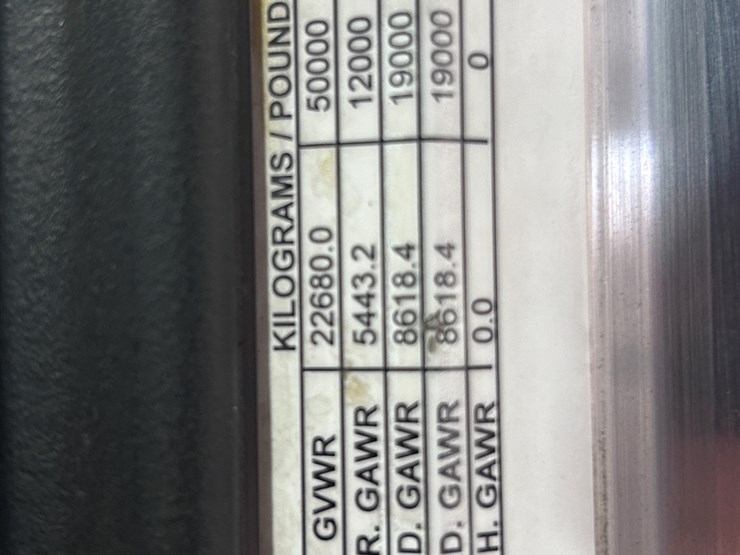 KILOGRAMS / POUND
GVWR 22680.0 50000
R. GAWR 5443.2 12000
D. GAWR 8618.4 19000
D. GAWR 8618.4 19000
H. GAWR 0.0 0